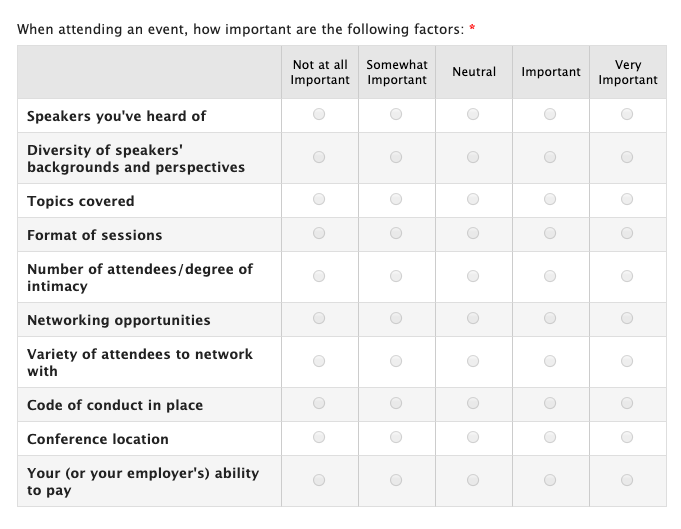 When attending an event, how important are the following factors: *
Not at all
Important
Somewhat
Important
Neutral
Important
Very
Important
Speakers you've heard of
Diversity of speakers'
backgrounds and perspectives
Topics covered
Format of sessions
Number of attendees/degree of
intimacy
Networking opportunities
Variety of attendees to network
with
Code of conduct in place
Conference location
Your (or your employer's) ability
to pay